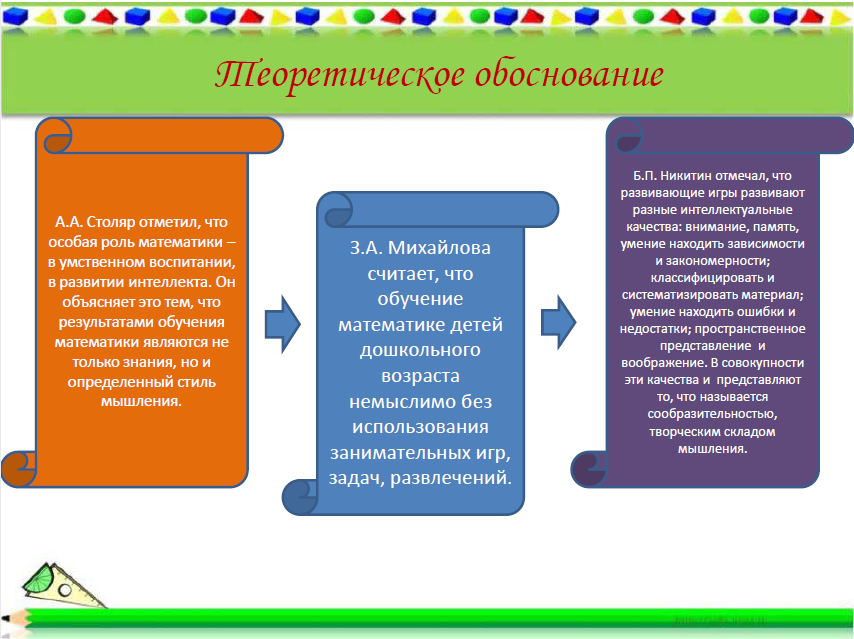 Теоретическое обоснование
А.А. Столяр отметил, что
особая роль математики –
в умственном воспитании,
в развитии интеллекта. Он
объясняет это тем, что
результатами обучения
математики являются не
только знания, но и
определенный стиль
мышления.
З.А. Михайлова
считает, что
обучение
математике детей
дошкольного
возраста
немыслимо без
использования
занимательных игр,
задач, развлечений.
Б.П. Никитин отмечал, что
развивающие игры развивают
разные интеллектуальные
качества: внимание, память,
умение находить зависимости
и закономерности;
классифицировать и
систематизировать материал;
умение находить ошибки и
недостатки; пространственное
представление и
воображение. В совокупности
эти качества и представляют
то, что называется
сообразительностью,
творческим складом
мышления.